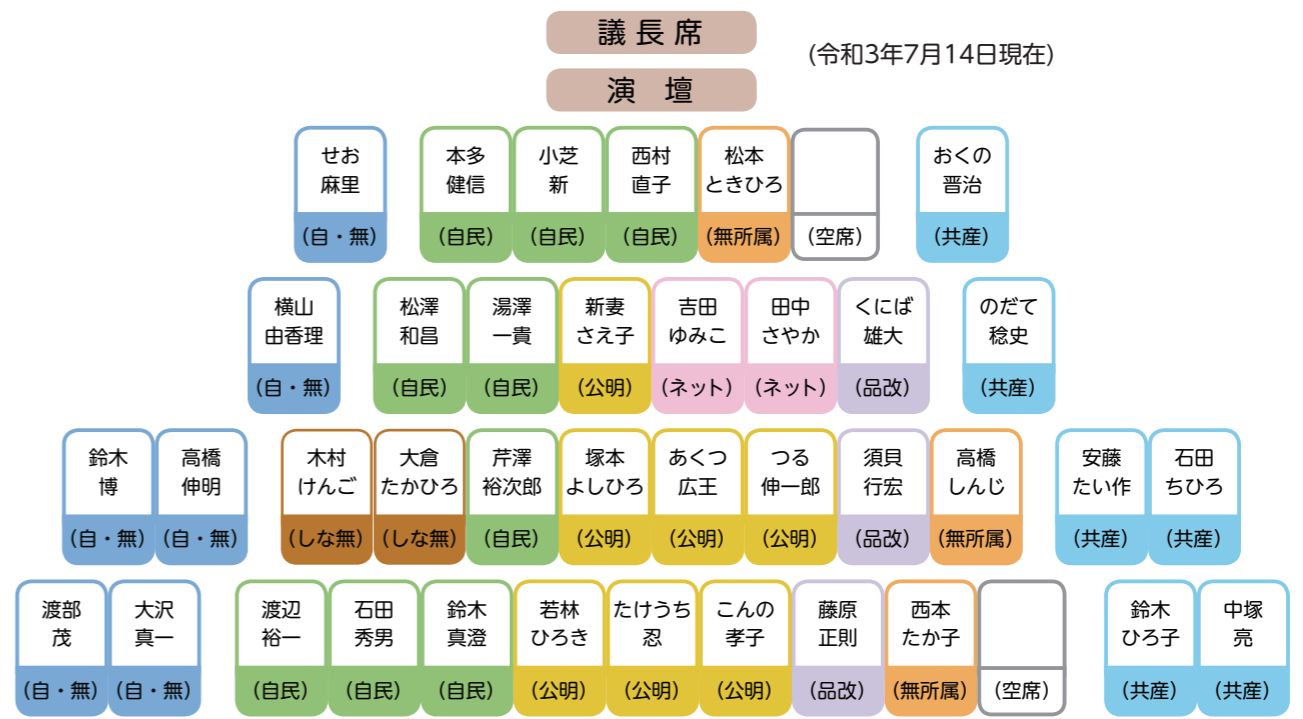 議長席
(令和3年7月14日現在)
演壇
せお 本多 小芝 西村 松本 おくの
麻里 健信 新 直子 ときひろ 晋治
(自・無) (自民) (自民) (自民) (無所属) (空席) (共産)
横山 松澤 湯澤 新妻 吉田 田中 くにば のだて
由香理 和昌 一貴 さえ子 ゆみこ さやか 雄大 稔史
(自・無) (自民) (自民) (公明) (ネット) (ネット) (品改) (共産)
鈴木 高橋 木村 大倉 芹澤 塚本 あくつ つる 須貝 高橋 安藤 石田
博 伸明 けんご たかひろ 裕次郎 よしひろ 広王 伸一郎 行宏 しんじ たい作 ちひろ
(自・無) (自・無) (しな無) (しな無) (自民) (公明) (公明) (公明) (品改) (無所属) (共産) (共産)
渡部 大沢 渡辺 石田 鈴木 若林 たけうち こんの 藤原 西本 鈴木 中塚
茂 真一 裕一 秀男 真澄 ひろき 忍 孝子 正則 たか子 ひろ子 亮
(自・無) (自・無) (自民) (自民) (自民) (公明) (公明) (公明) (品改) (無所属) (空席) (共産) (共産)